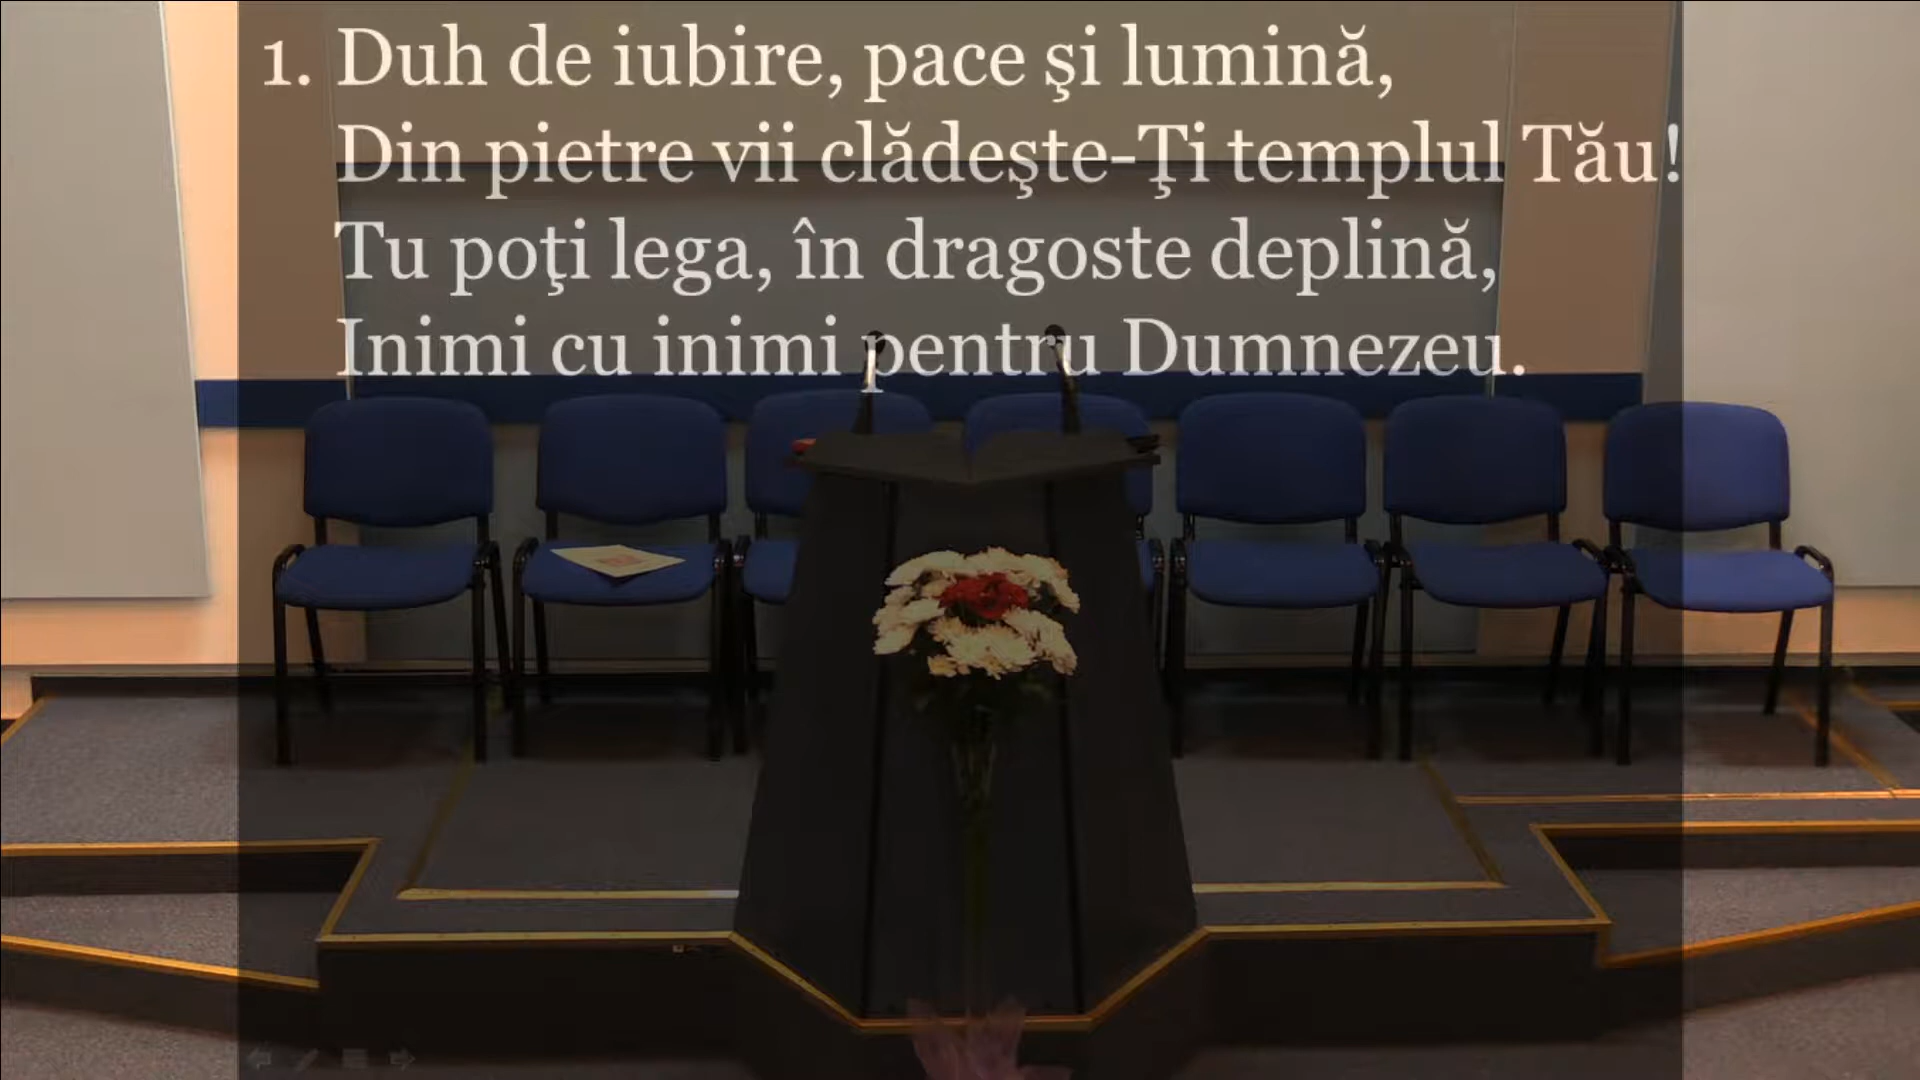 1. Duh de iubire, pace şi lumină,
Din pietre vii clădeşte-Ţi templul Tău!
Tu poţi lega, în dragoste deplină,
Inimi cu inimi pentru Dumnezeu.